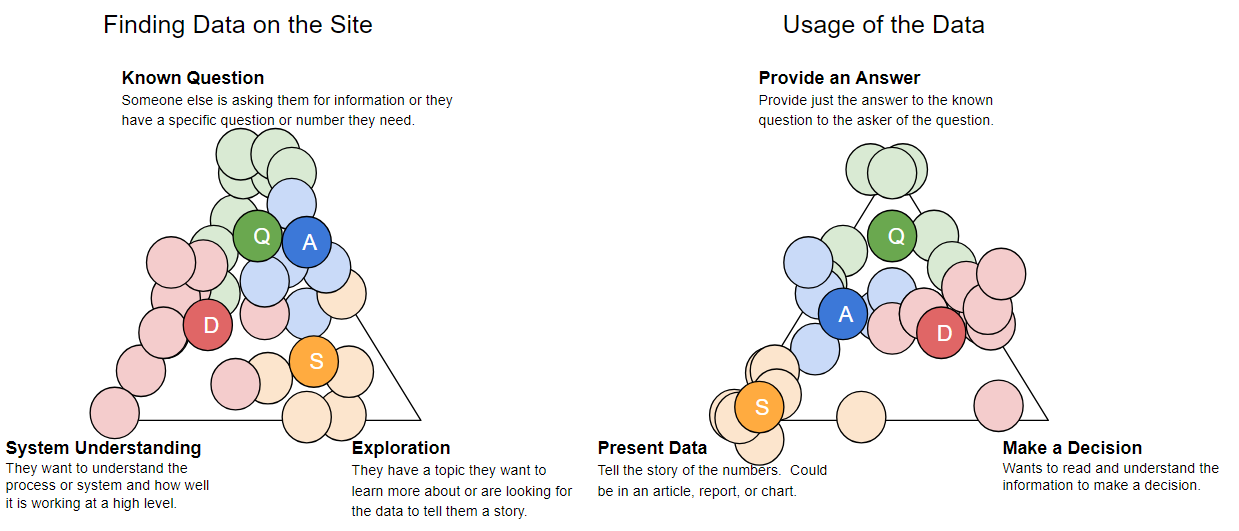 Finding Data on the Site
Known Question
Someone else is asking them for information or they
have a specific question or number they need.
Q
A
D
S
System Understanding
They want to understand the
process or system and how well
it is working at a high level.
Exploration
They have a topic they want to
learn more about or are looking for
the data to tell them a story.
Usage of the Data
Provide an Answer
Provide just the answer to the known
question to the asker of the question.
Q
A
D
S
Present Data
Tell the story of the numbers.  Could
be in an article, report, or chart.
Make a Decision
Wants to read and understand the
information to make a decision.